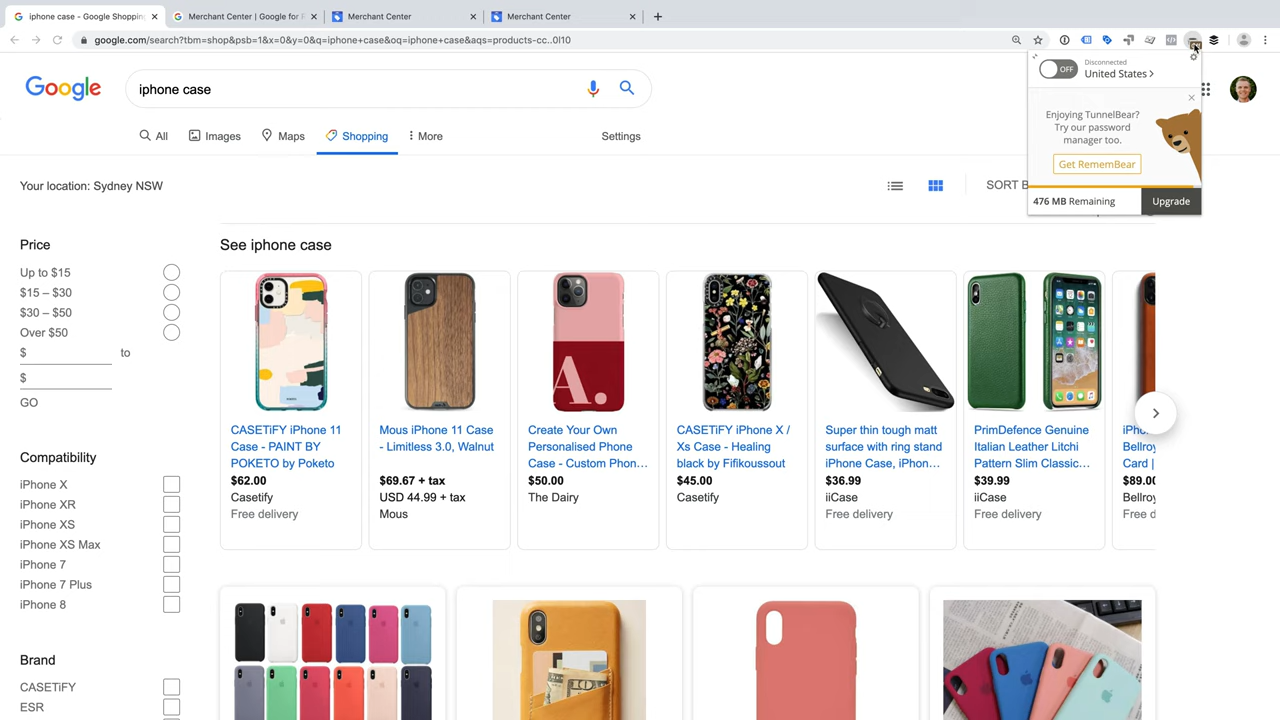 iphone case - Google Shopping
Merchant Center | Google for R
Merchant Center
Merchant Center
google.com/search?tbm=shop&psb=1&x=0&y=0&q=iphone+case&oq=iphone+case&aqs=products-cc..0l10
OFF
Disconnected
United States
Enjoying TunnelBear?
Try our password
manager too.
Get RememBear
476 MB Remaining
Upgrade
Google
iphone case
All
Images
Maps
Shopping
More
Settings
Your location: Sydney NSW
SORT B
Price
Up to $15
$15 – $30
$30 – $50
Over $50
$ to
$
GO
Compatibility
iPhone X
iPhone XR
iPhone XS
iPhone XS Max
iPhone 7
iPhone 7 Plus
iPhone 8
Brand
CASETiFY
ESR
See iphone case
A.
CASETiFY iPhone 11
Case - PAINT BY
POKETO by Poketo
$62.00
Casetify
Free delivery
Mous iPhone 11 Case
- Limitless 3.0, Walnut
$69.67 + tax
USD 44.99 + tax
Mous
Create Your Own
Personalised Phone
Case - Custom Phon...
$50.00
The Dairy
CASETiFY iPhone X /
Xs Case - Healing
black by Fifikoussout
$45.00
Casetify
Super thin tough matt
surface with ring stand
iPhone Case, iPhon...
$36.99
iiCase
Free delivery
PrimDefence Genuine
Italian Leather Litchi
Pattern Slim Classic...
$39.99
iiCase
Free delivery
iPho
Bellroy
Card |
$89.00
Bellroy
Free d